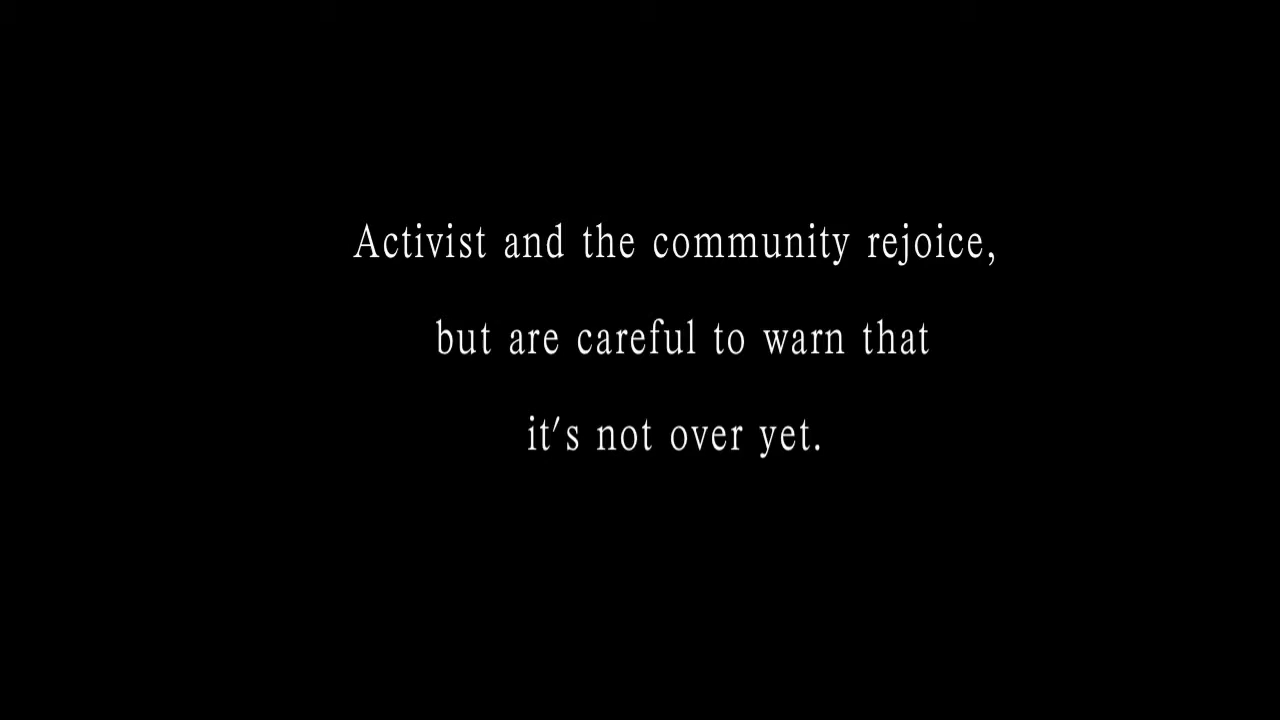 Activist and the community rejoice,
but are careful to warn that
it's not over yet.